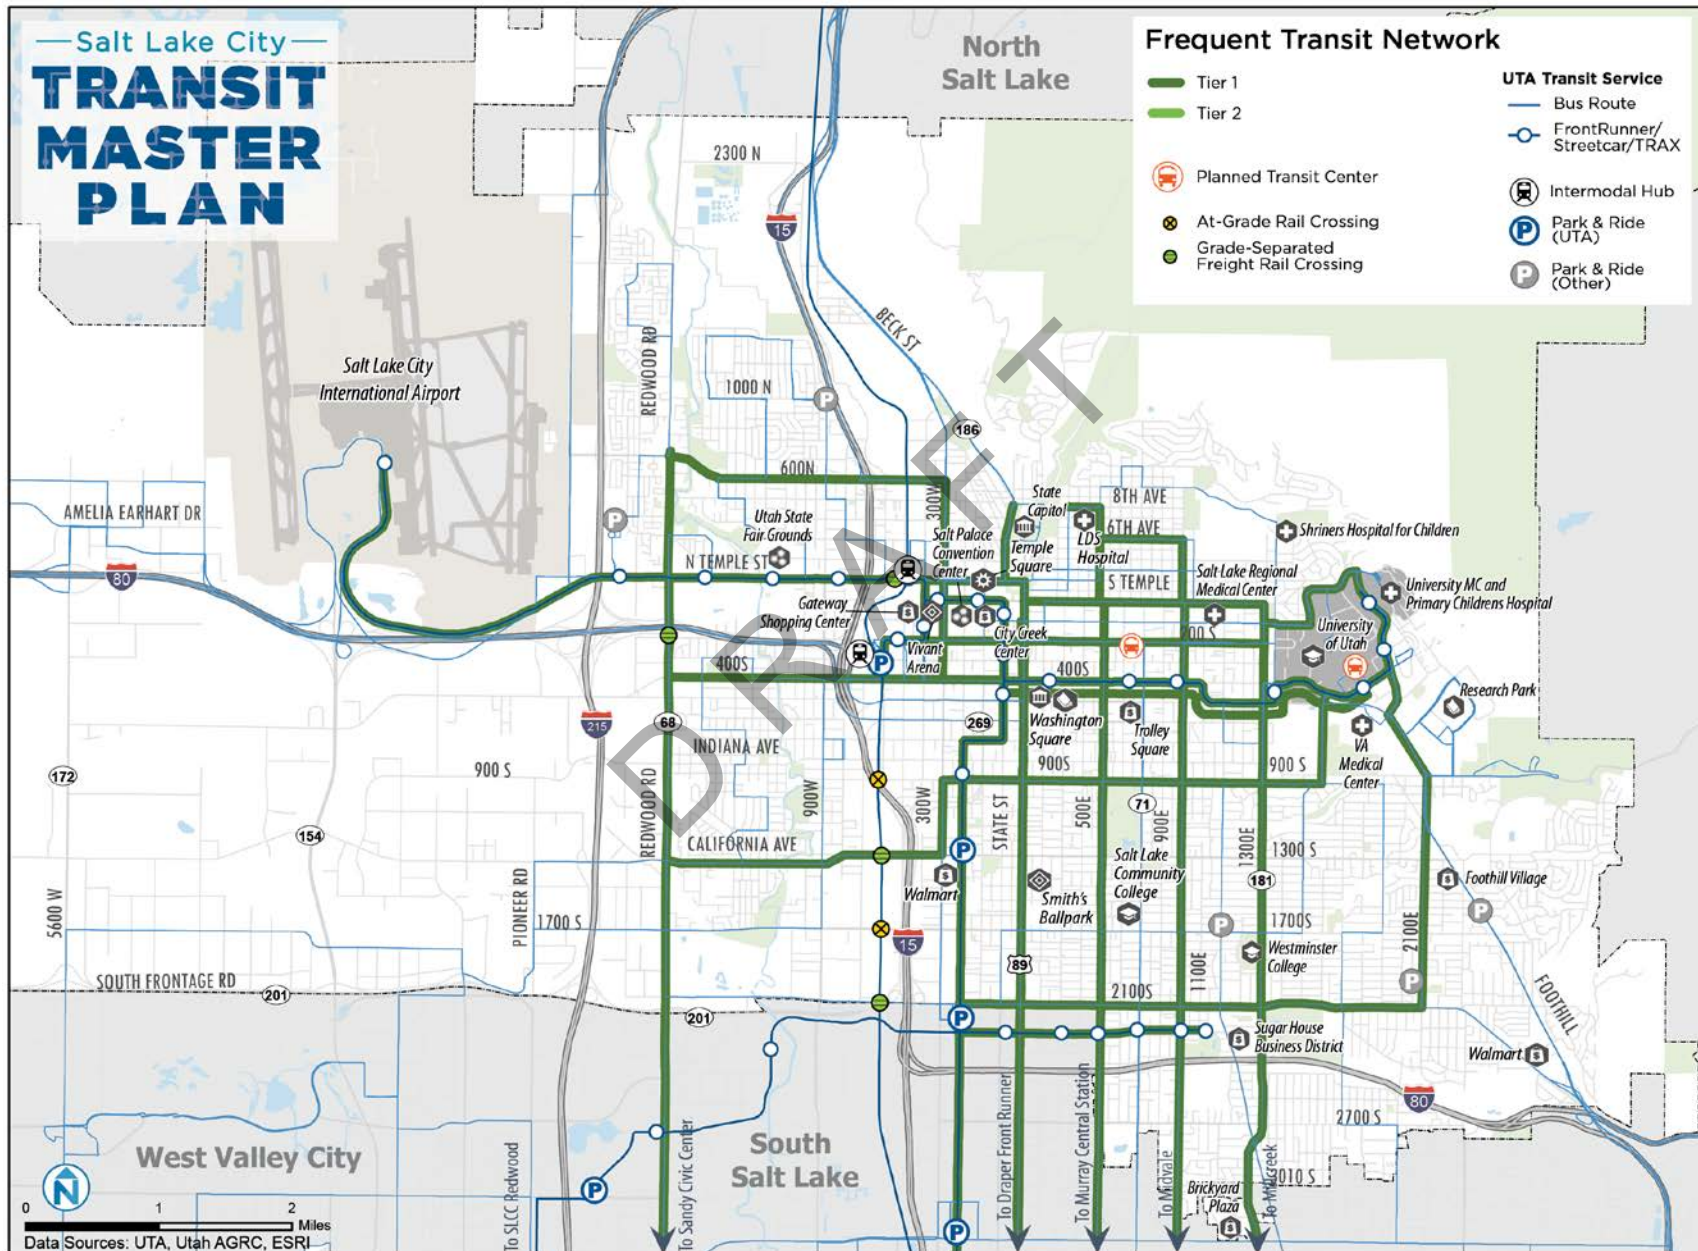 Salt Lake City
TRANSIT
MASTER
PLAN
North
Salt Lake
Frequent Transit Network
Tier 1
Tier 2
Planned Transit Center
At-Grade Rail Crossing
Grade-Separated
Freight Rail Crossing
UTA Transit Service
Bus Route
FrontRunner/
Streetcar/TRAX
Intermodal Hub
P
Park & Ride
(UTA)
P
Park & Ride
(Other)
2300 N
15
BECK ST
REDWOOD RD
Salt Lake City
International Airport
1000 N
P
186
DRAFT
600N
300W
State
Capitol
8TH AVE
6TH AVE
AMELIA EARHART DR
P
Utah State
Fair Grounds
Salt Palace
Convention
Center
Temple
Square
LDS
Hospital
Shriners Hospital for Children
N TEMPLE ST
S TEMPLE
80
Salt Lake Regional
Medical Center
University MC and
Primary Childrens Hospital
Gateway
Shopping Center
City Creek
Center
200 S
University
of Utah
Vivant
Arena
P
400S
400S
Research Park
215
68
269
Washington
Square
Trolley
Square
VA
Medical
Center
INDIANA AVE
900 S
900S
900 S
172
REDWOOD RD
900W
300W
STATE ST
500E
71
900E
154
CALIFORNIA AVE
P
Salt Lake
Community
College
1300E
1300 S
5600 W
PIONEER RD
Walmart
Smith's
Ballpark
181
Foothill Village
P
1700 S
1700S
P
2100E
15
89
1100E
Westminster
College
P
SOUTH FRONTAGE RD
201
201
2100S
FOOTHILL
P
Sugar House
Business District
Walmart
80
2700 S
West Valley City
South
Salt Lake
To SLCC Redwood
P
To Sandy Civic Center
P
To Draper Front Runner
To Murray Central Station
To Midvale
To Millcreek
3010 S
Brickyard
Plaza
N
0 1 2
Miles
Data Sources: UTA, Utah AGRC, ESRI